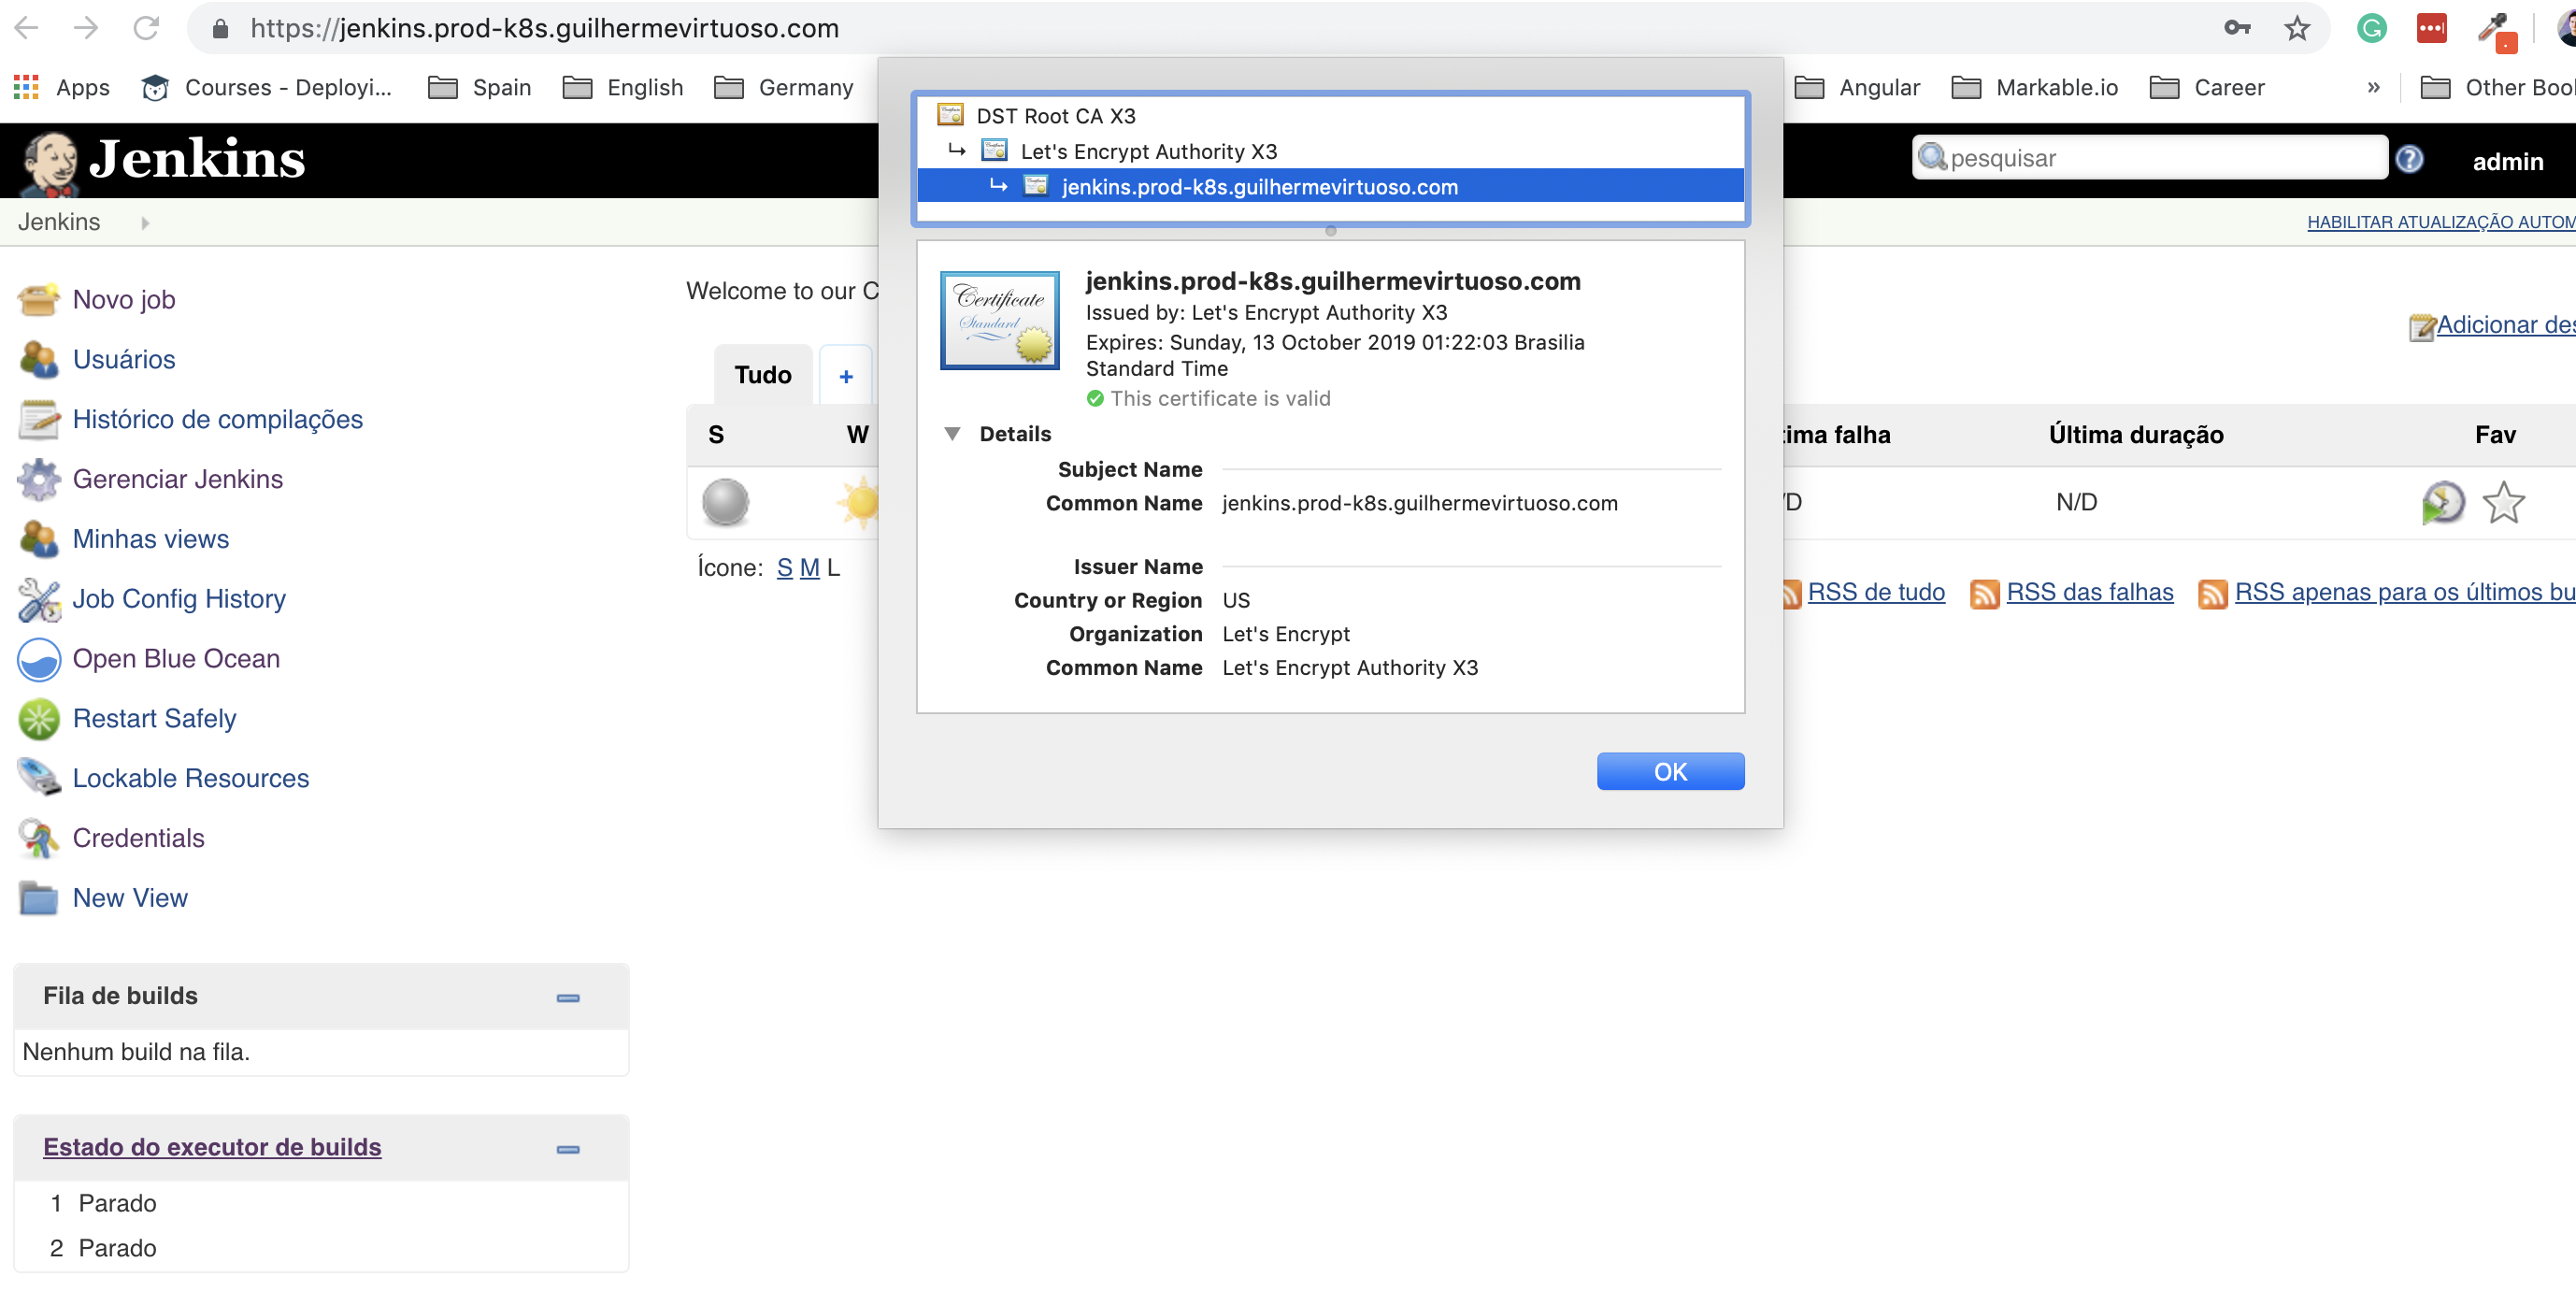 https://jenkins.prod-k8s.guilhermevirtuoso.com
Apps
Courses - Deployi...
Spain
English
Germany
Angular
Markable.io
Career
»
Other Boo
Jenkins
pesquisar
admin
Jenkins
HABILITAR ATUALIZAÇÃO AUTOM
DST Root CA X3
Let's Encrypt Authority X3
jenkins.prod-k8s.guilhermevirtuoso.com
Certificate
Standard
jenkins.prod-k8s.guilhermevirtuoso.com
Issued by: Let's Encrypt Authority X3
Expires: Sunday, 13 October 2019 01:22:03 Brasilia
Standard Time
This certificate is valid
Details
Subject Name
Common Name jenkins.prod-k8s.guilhermevirtuoso.com
Issuer Name
Country or Region US
Organization Let's Encrypt
Common Name Let's Encrypt Authority X3
OK
Novo job
Usuários
Histórico de compilações
Gerenciar Jenkins
Minhas views
Job Config History
Open Blue Ocean
Restart Safely
Lockable Resources
Credentials
New View
Fila de builds
Nenhum build na fila.
Estado do executor de builds
1 Parado
2 Parado
Welcome to our C
Adicionar des
Tudo +
S W tima falha Última duração Fav
/D N/D
Ícone: S M L
RSS de tudo RSS das falhas RSS apenas para os últimos bu